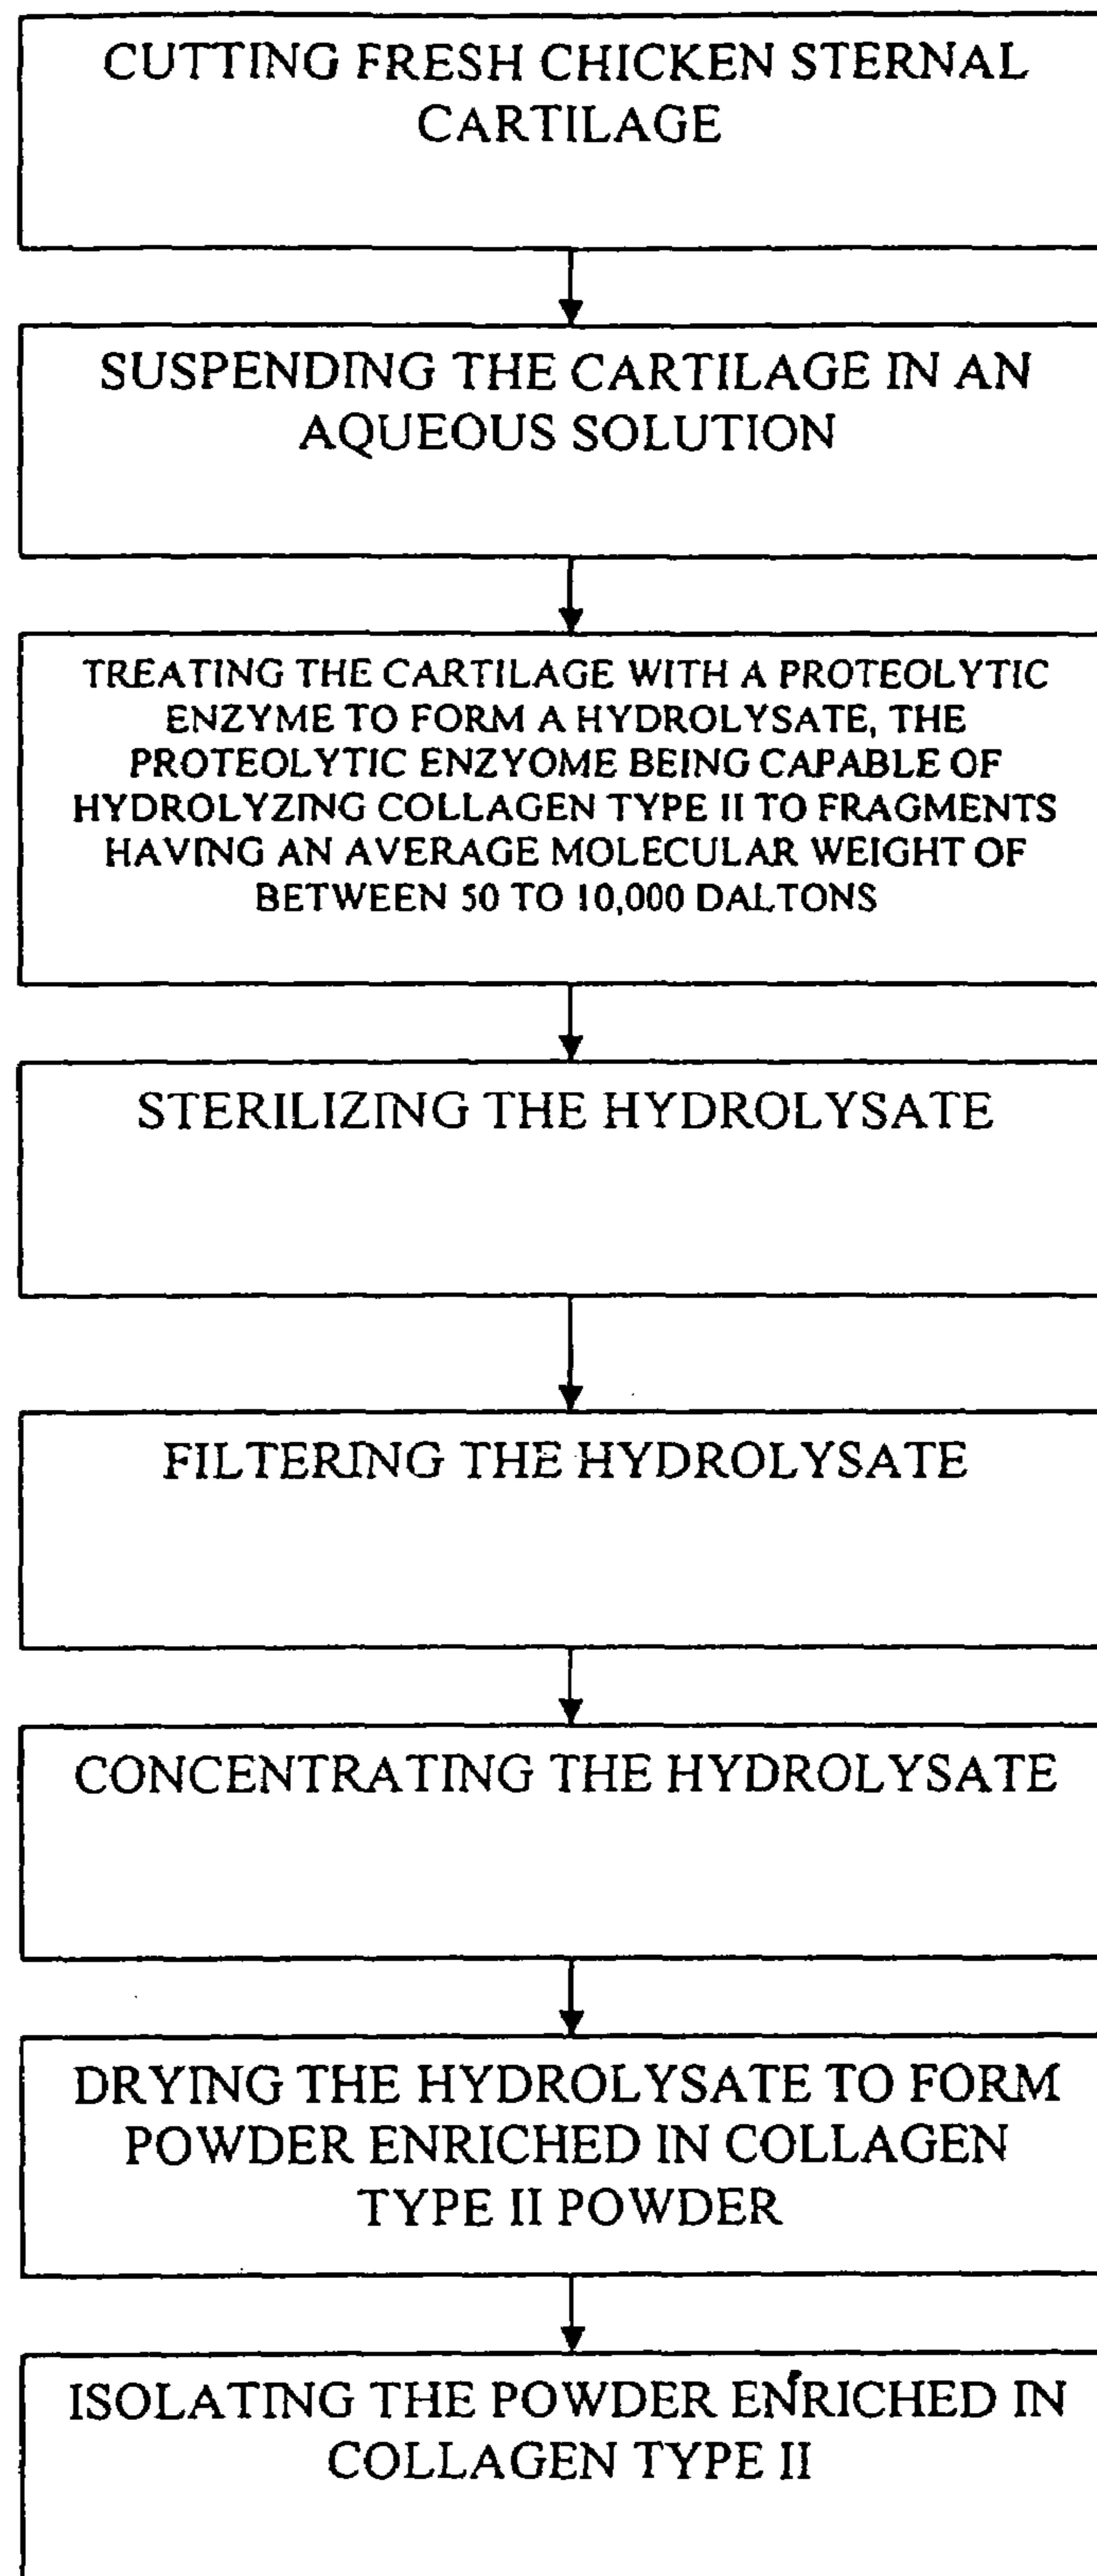 CUTTING FRESH CHICKEN STERNAL
CARTILAGE
SUSPENDING THE CARTILAGE IN AN
AQUEOUS SOLUTION
TREATING THE CARTILAGE WITH A PROTEOLYTIC
ENZYME TO FORM A HYDROLYSATE, THE
PROTEOLYTIC ENZYOME BEING CAPABLE OF
HYDROLYZING COLLAGEN TYPE II TO FRAGMENTS
HAVING AN AVERAGE MOLECULAR WEIGHT OF
BETWEEN 50 TO 10,000 DALTONS
STERILIZING THE HYDROLYSATE
FILTERING THE HYDROLYSATE
CONCENTRATING THE HYDROLYSATE
DRYING THE HYDROLYSATE TO FORM
POWDER ENRICHED IN COLLAGEN
TYPE II POWDER
ISOLATING THE POWDER ENRICHED IN
COLLAGEN TYPE II